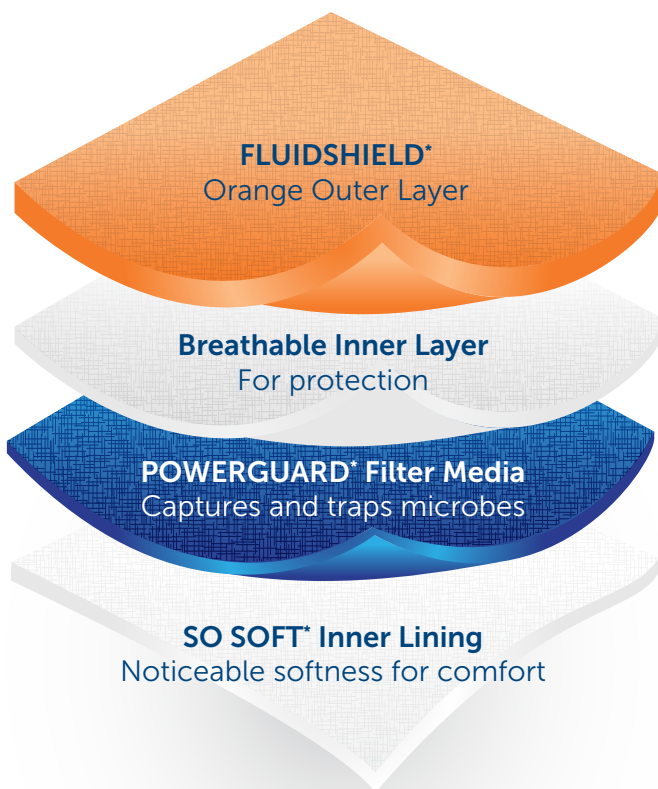 FLUIDSHIELD*
Orange Outer Layer
Breathable Inner Layer
For protection
POWERGUARD* Filter Media
Captures and traps microbes
SO SOFT* Inner Lining
Noticeable softness for comfort